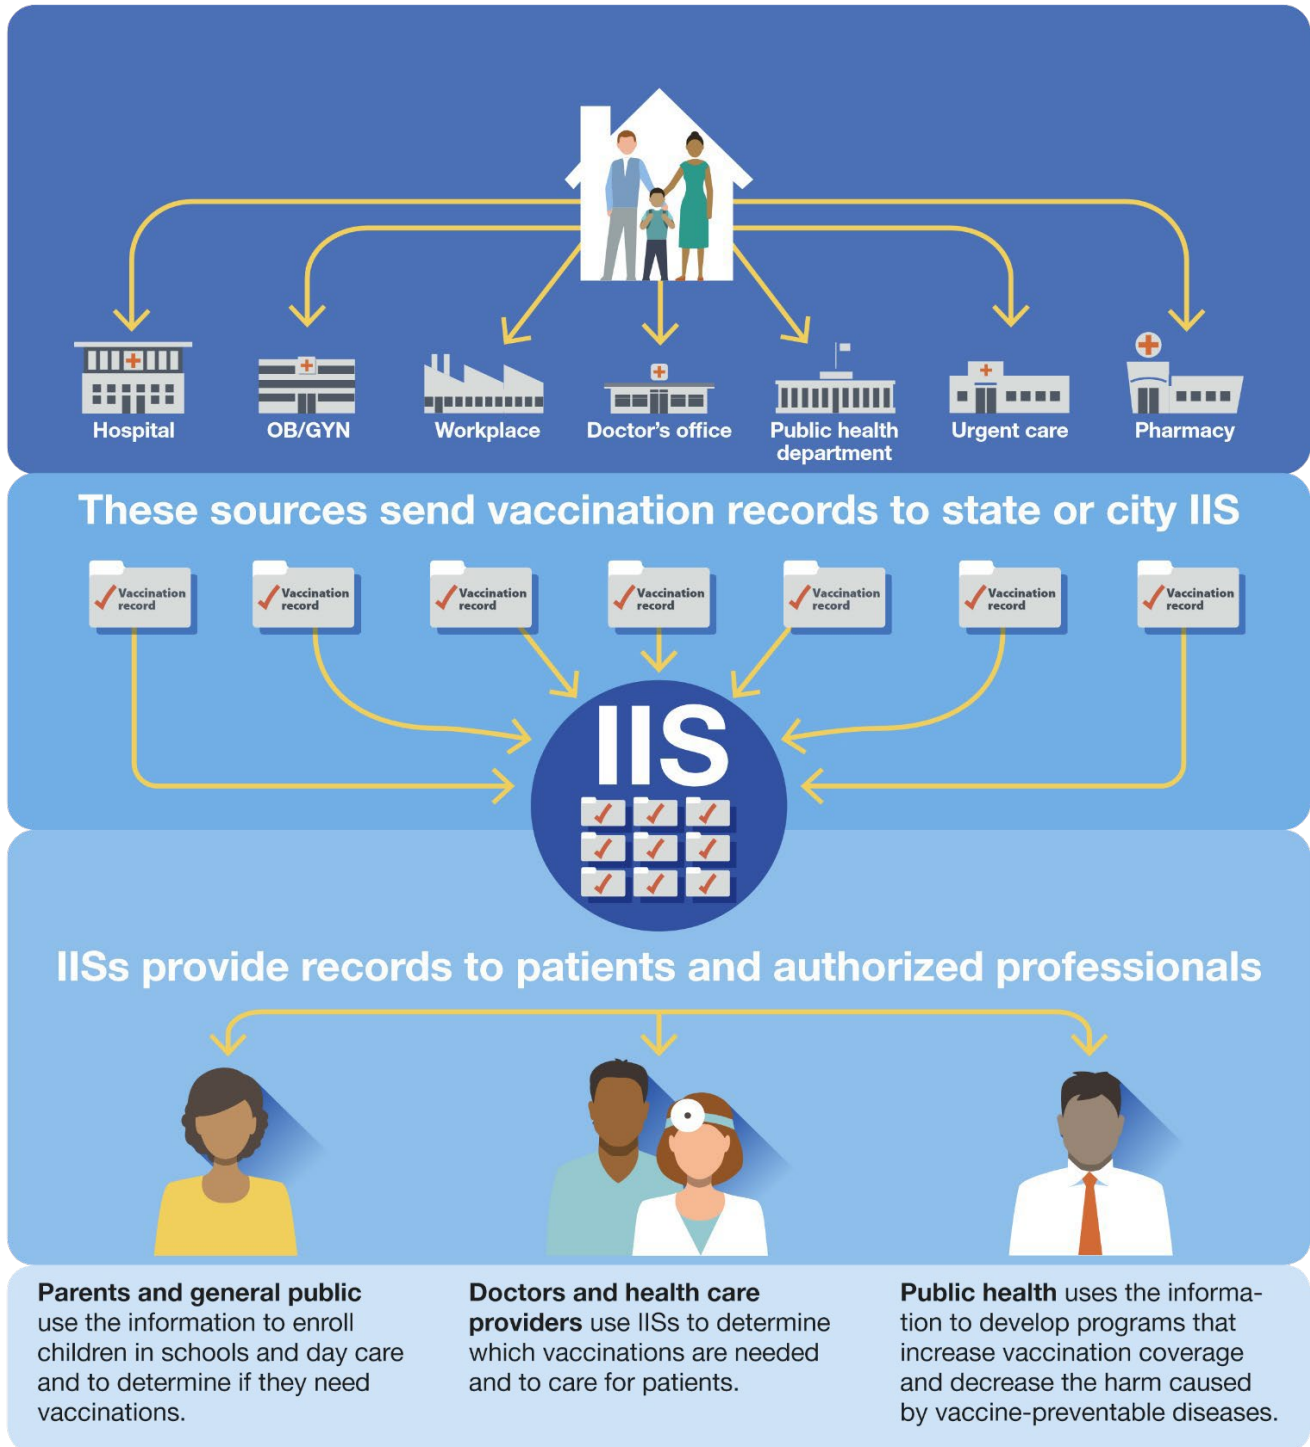 Hospital
OB/GYN
Workplace
Doctor's office
Public health
department
Urgent care
Pharmacy
These sources send vaccination records to state or city IIS
Vaccination
record
Vaccination
record
Vaccination
record
Vaccination
record
Vaccination
record
Vaccination
record
Vaccination
record
IIS
IISs provide records to patients and authorized professionals
Parents and general public
use the information to enroll
children in schools and day care
and to determine if they need
vaccinations.
Doctors and health care
providers use IISs to determine
which vaccinations are needed
and to care for patients.
Public health uses the informa-
tion to develop programs that
increase vaccination coverage
and decrease the harm caused
by vaccine-preventable diseases.